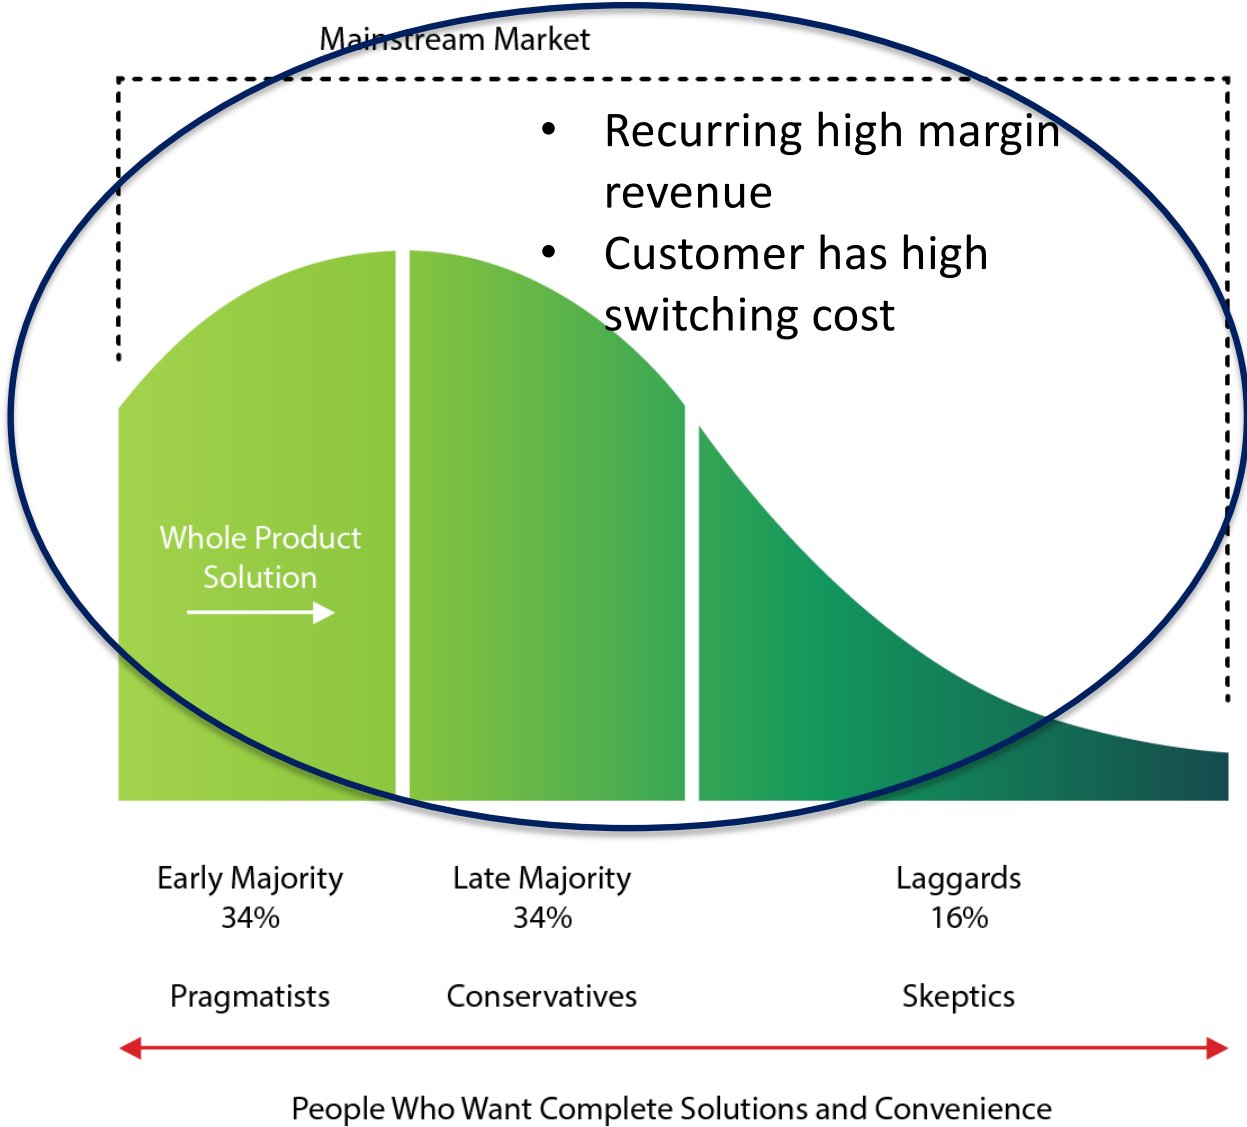 Mainstream Market
• Recurring high margin
revenue
• Customer has high
switching cost
Whole Product
Solution
Early Majority
34%
Late Majority
34%
Laggards
16%
Pragmatists
Conservatives
Skeptics
People Who Want Complete Solutions and Convenience